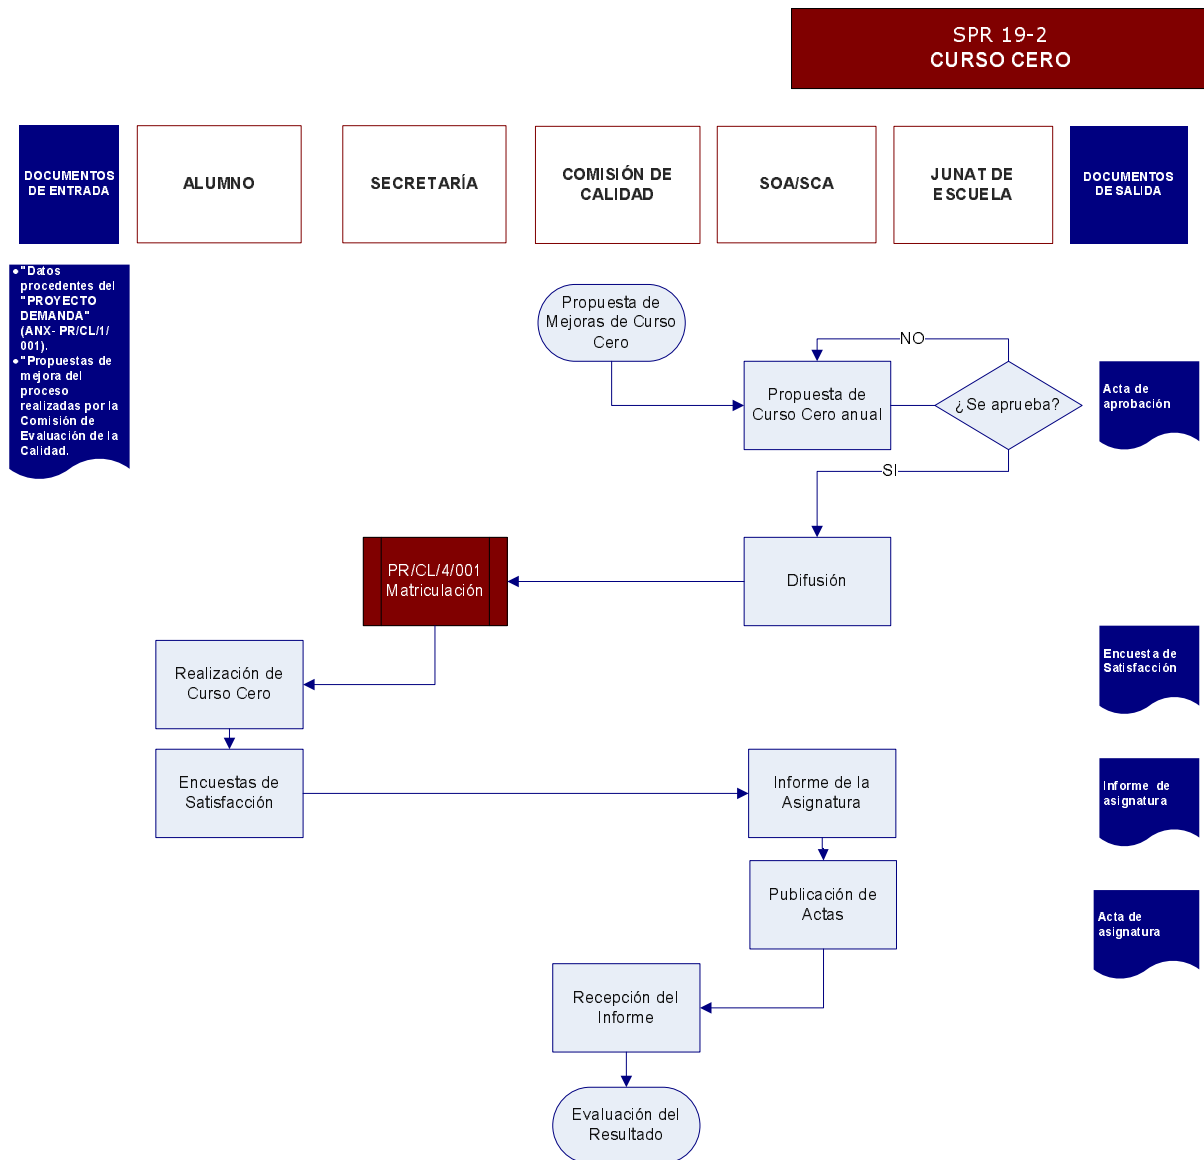 SPR 19-2
CURSO CERO
DOCUMENTOS
DE ENTRADA
ALUMNO
SECRETARÍA
COMISIÓN DE
CALIDAD
SOA/SCA
JUNAT DE
ESCUELA
DOCUMENTOS
DE SALIDA
•"Datos
procedentes del
"PROYECTO
DEMANDA"
(ANX- PR/CL/1/
001).
•"Propuestas de
mejora del
proceso
realizadas por la
Comisión de
Evaluación de la
Calidad.
Propuesta de
Mejoras de Curso
Cero
NO
Propuesta de
Curso Cero anual
¿Se aprueba?
Acta de
aprobación
SI
PR/CL/4/001
Matriculación
Difusión
Realización de
Curso Cero
Encuesta de
Satisfacción
Encuestas de
Satisfacción
Informe de la
Asignatura
Informe de
asignatura
Publicación de
Actas
Acta de
asignatura
Recepción del
Informe
Evaluación del
Resultado